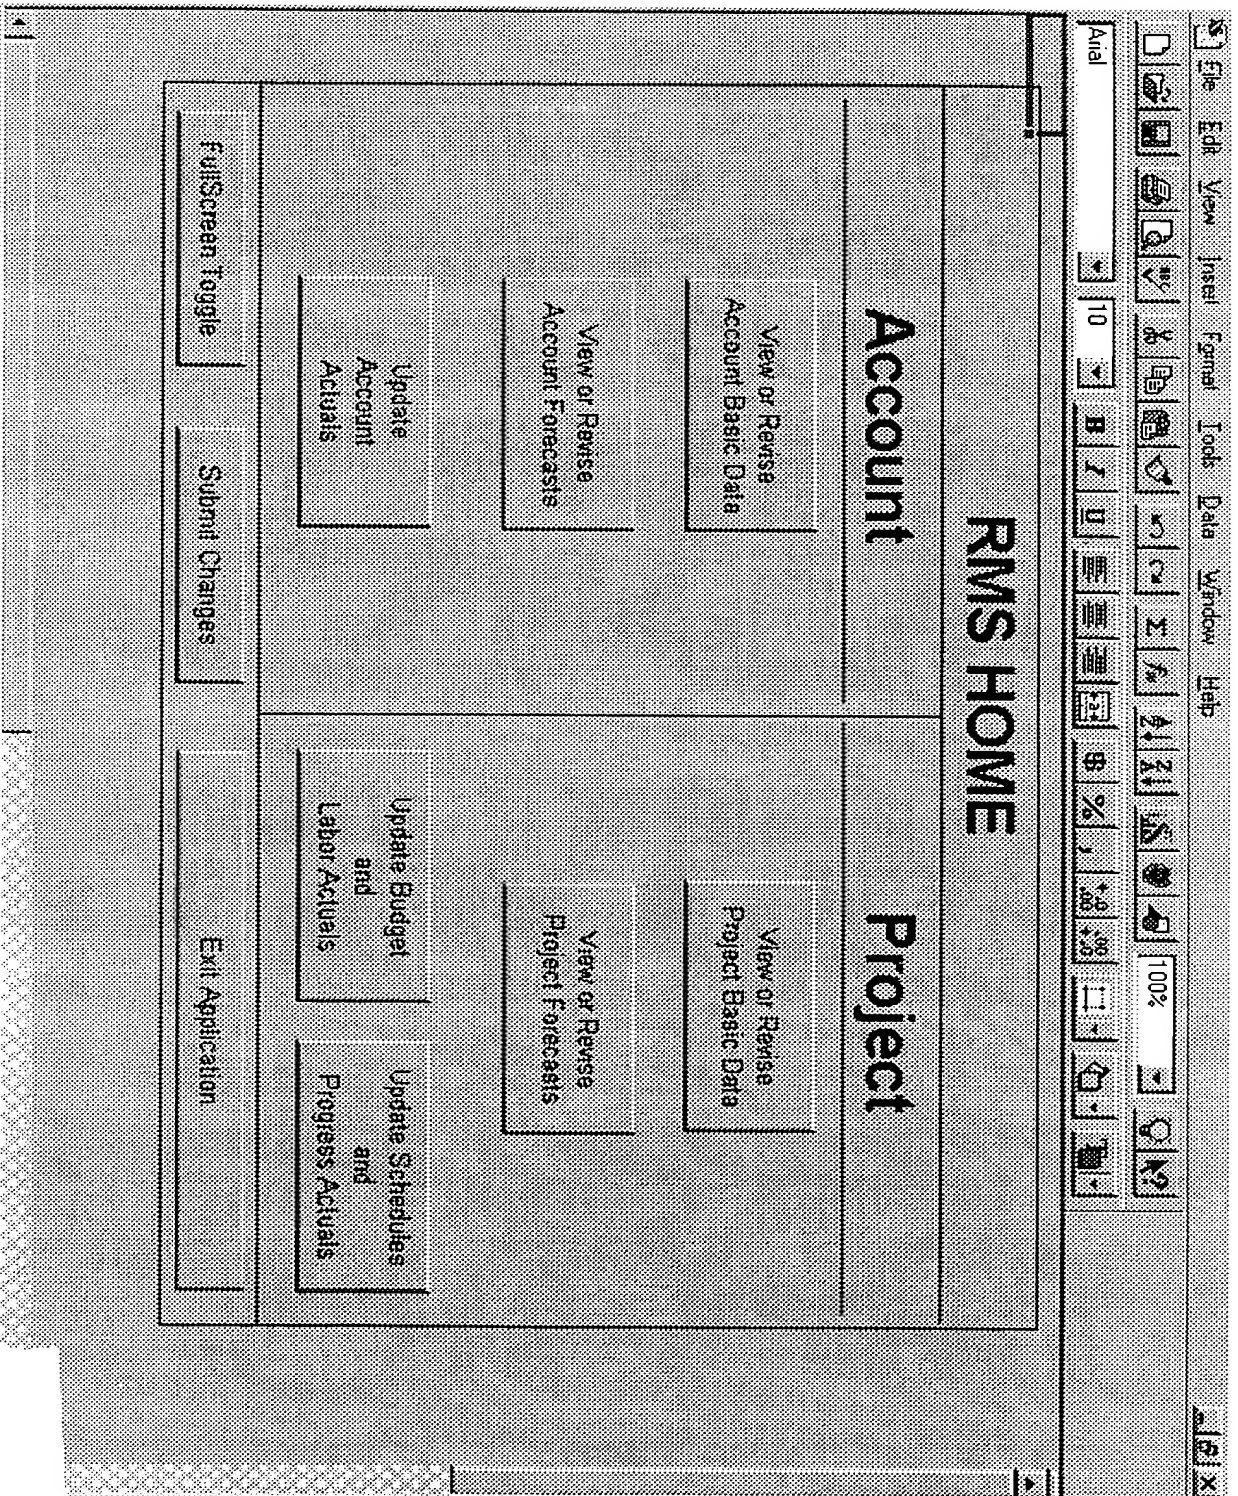 File Edit View Insert Format Tools Data Window Help
100%
Arial 10 B I U $ % ,
RMS HOME
Account
Project
View or Revise
Account Basic Data
View or Revise
Project Basic Data
View or Revise
Account Forecasts
View or Revise
Project Forecasts
Update
Account
Actuals
Update Budget
and
Labor Actuals
Update Schedules
and
Progress Actuals
FullScreen Toggle
Submit Changes
Exit Application